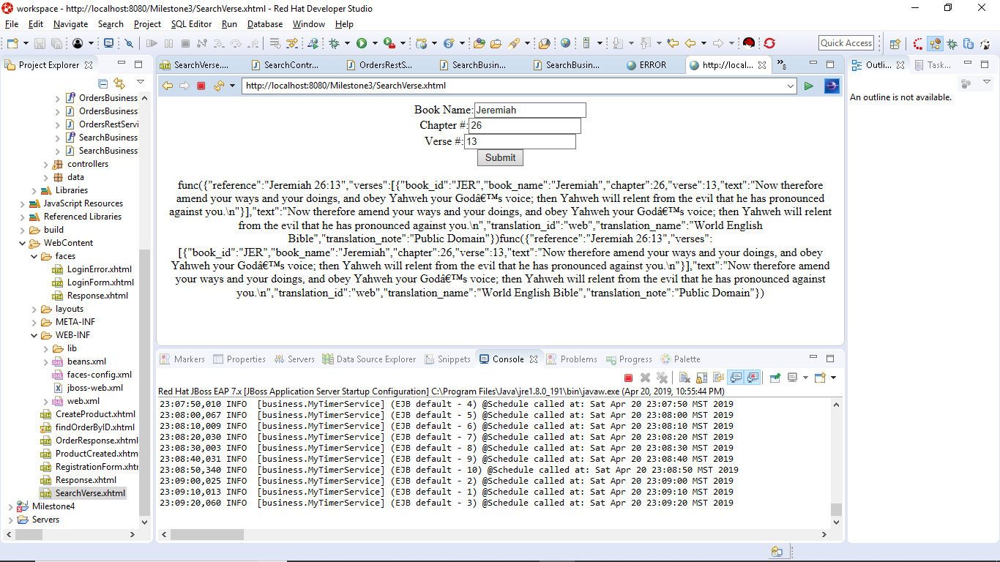 workspace - http://localhost:8080/Milestone3/SearchVerse.xhtml - Red Hat Developer Studio
File Edit Navigate Search Project SQL Editor Run Database Window Help
Quick Access
Project Explorer
OrdersBusiness
OrdersBusiness
OrdersRestServi
SearchBusiness
SearchBusiness
controllers
data
Libraries
JavaScript Resources
Referenced Libraries
build
WebContent
faces
LoginError.xhtml
LoginForm.xhtml
Response.xhtml
layouts
META-INF
WEB-INF
lib
beans.xml
faces-config.xml
jboss-web.xml
web.xml
CreateProduct.xhtml
findOrderByID.xhtml
OrderResponse.xhtml
ProductCreated.xhtm
RegistrationForm.xhtr
Response.xhtml
SearchVerse.xhtml
Milestone4
Servers
SearchVerse.... SearchContr... OrdersRestS... SearchBusin... SearchBusin... ERROR http://local... »8
http://localhost:8080/Milestone3/SearchVerse.xhtml
Book Name: Jeremiah
Chapter #: 26
Verse #: 13
Submit
func({"reference":"Jeremiah 26:13","verses":[{"book_id":"JER","book_name":"Jeremiah","chapter":26,"verse":13,"text":"Now therefore
amend your ways and your doings, and obey Yahweh your Godâ€™s voice; then Yahweh will relent from the evil that he has pronounced
against you.\n"}],"text":"Now therefore amend your ways and your doings, and obey Yahweh your Godâ€™s voice; then Yahweh will relent
from the evil that he has pronounced against you.\n","translation_id":"web","translation_name":"World English
Bible","translation_note":"Public Domain"})func({"reference":"Jeremiah 26:13","verses":
[{"book_id":"JER","book_name":"Jeremiah","chapter":26,"verse":13,"text":"Now therefore amend your ways and your doings, and obey
Yahweh your Godâ€™s voice; then Yahweh will relent from the evil that he has pronounced against you.\n"}],"text":"Now therefore amend
your ways and your doings, and obey Yahweh your Godâ€™s voice; then Yahweh will relent from the evil that he has pronounced against
you.\n","translation_id":"web","translation_name":"World English Bible","translation_note":"Public Domain"})
Outli... Task...
An outline is not available.
Markers Properties Servers Data Source Explorer Snippets Console Problems Progress Palette
Red Hat JBoss EAP 7.x [JBoss Application Server Startup Configuration] C:\Program Files\Java\jre1.8.0_191\bin\javaw.exe (Apr 20, 2019, 10:55:44 PM)
23:07:50,010 INFO [business.MyTimerService] (EJB default - 4) @Schedule called at: Sat Apr 20 23:07:50 MST 2019
23:08:00,067 INFO [business.MyTimerService] (EJB default - 5) @Schedule called at: Sat Apr 20 23:08:00 MST 2019
23:08:10,009 INFO [business.MyTimerService] (EJB default - 6) @Schedule called at: Sat Apr 20 23:08:10 MST 2019
23:08:20,030 INFO [business.MyTimerService] (EJB default - 7) @Schedule called at: Sat Apr 20 23:08:20 MST 2019
23:08:30,003 INFO [business.MyTimerService] (EJB default - 8) @Schedule called at: Sat Apr 20 23:08:30 MST 2019
23:08:40,031 INFO [business.MyTimerService] (EJB default - 9) @Schedule called at: Sat Apr 20 23:08:40 MST 2019
23:08:50,340 INFO [business.MyTimerService] (EJB default - 10) @Schedule called at: Sat Apr 20 23:08:50 MST 2019
23:09:00,025 INFO [business.MyTimerService] (EJB default - 2) @Schedule called at: Sat Apr 20 23:09:00 MST 2019
23:09:10,013 INFO [business.MyTimerService] (EJB default - 1) @Schedule called at: Sat Apr 20 23:09:10 MST 2019
23:09:20,060 INFO [business.MyTimerService] (EJB default - 3) @Schedule called at: Sat Apr 20 23:09:20 MST 2019